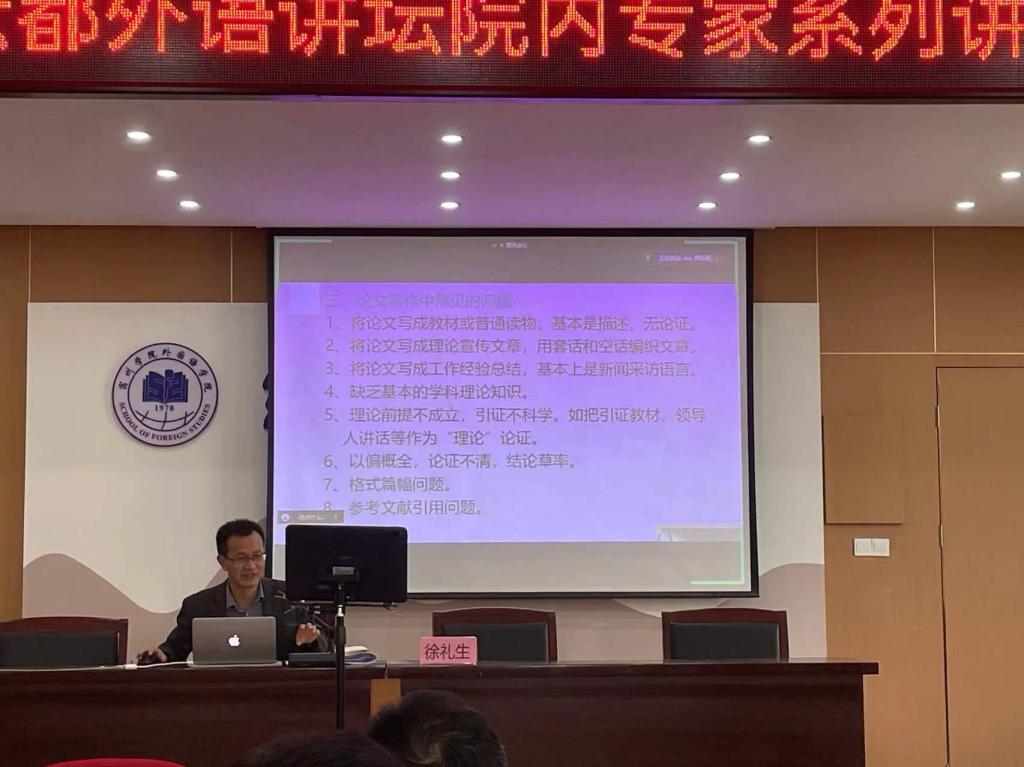 都外语讲坛院内专家系列讲
三、论文写作中常见的问题
1、将论文写成教材或普通读物，基本是描述，无论证。
2、将论文写成理论宣传文章，用套话和空话编织文章。
3、将论文写成工作经验总结，基本上是新闻采访语言。
4、缺乏基本的学科理论知识。
5、理论前提不成立，引证不科学。如把引证教材、领导
人讲话等作为“理论”论证。
6、以偏概全，论证不清，结论草率。
7、格式篇幅问题。
8、参考文献引用问题。
学院外国语学院
1978
SCHOOL OF FOREIGN STUDIES
徐礼生